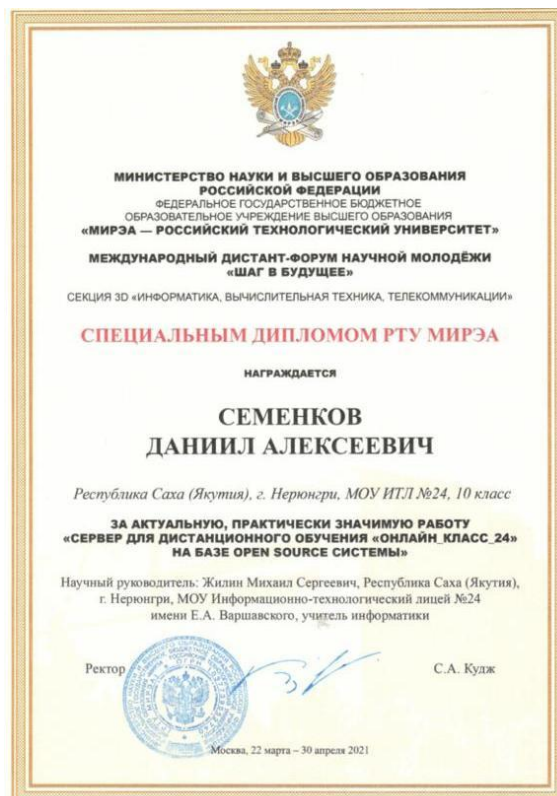 МИНИСТЕРСТВО НАУКИ И ВЫСШЕГО ОБРАЗОВАНИЯ
РОССИЙСКОЙ ФЕДЕРАЦИИ
ФЕДЕРАЛЬНОЕ ГОСУДАРСТВЕННОЕ БЮДЖЕТНОЕ
ОБРАЗОВАТЕЛЬНОЕ УЧРЕЖДЕНИЕ ВЫСШЕГО ОБРАЗОВАНИЯ
«МИРЭА — РОССИЙСКИЙ ТЕХНОЛОГИЧЕСКИЙ УНИВЕРСИТЕТ»
МЕЖДУНАРОДНЫЙ ДИСТАНТ-ФОРУМ НАУЧНОЙ МОЛОДЁЖИ
«ШАГ В БУДУЩЕЕ»
СЕКЦИЯ 3D «ИНФОРМАТИКА, ВЫЧИСЛИТЕЛЬНАЯ ТЕХНИКА, ТЕЛЕКОММУНИКАЦИИ»
СПЕЦИАЛЬНЫМ ДИПЛОМОМ РТУ МИРЭА
НАГРАЖДАЕТСЯ
СЕМЕНКОВ
ДАНИИЛ АЛЕКСЕЕВИЧ
Республика Саха (Якутия), г. Нерюнгри, МОУ ИТЛ №24, 10 класс
ЗА АКТУАЛЬНУЮ, ПРАКТИЧЕСКИ ЗНАЧИМУЮ РАБОТУ
«СЕРВЕР ДЛЯ ДИСТАНЦИОННОГО ОБУЧЕНИЯ «ОНЛАЙН_КЛАСС_24»
НА БАЗЕ OPEN SOURCE СИСТЕМЫ»
Научный руководитель: Жилин Михаил Сергеевич, Республика Саха (Якутия),
г. Нерюнгри, МОУ Информационно-технологический лицей №24
имени Е.А. Варшавского, учитель информатики
Ректор
С.А. Кудж
Москва, 22 марта – 30 апреля 2021